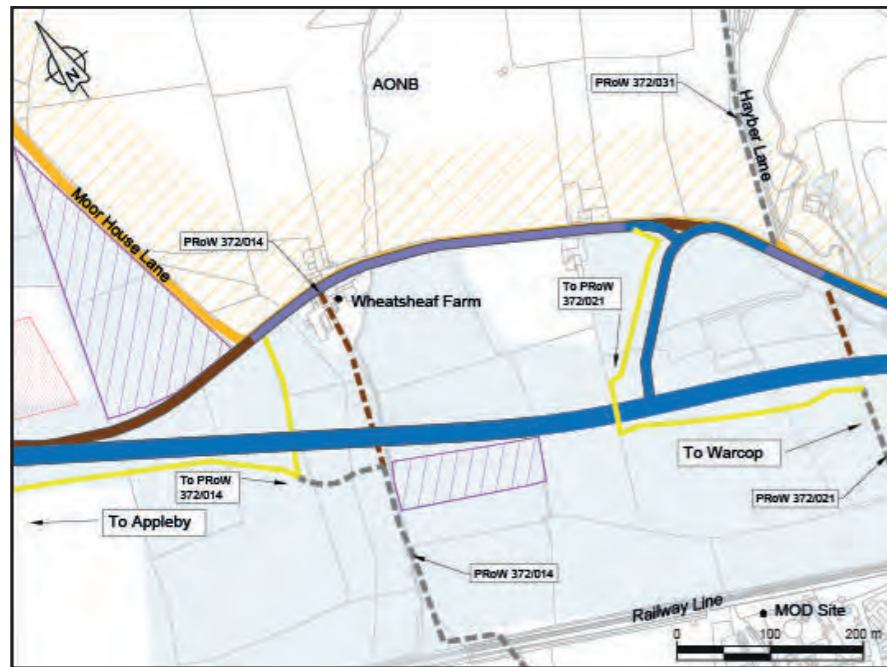 N
AONB
PRoW 372/031
Hayber Lane
Moor House Lane
PRoW 372/014
Wheatsheaf Farm
To PRoW
372/021
To PRoW
372/014
To Appleby
To Warcop
PRoW 372/021
PRoW 372/014
Railway Line
MOD Site
0 100 200 m